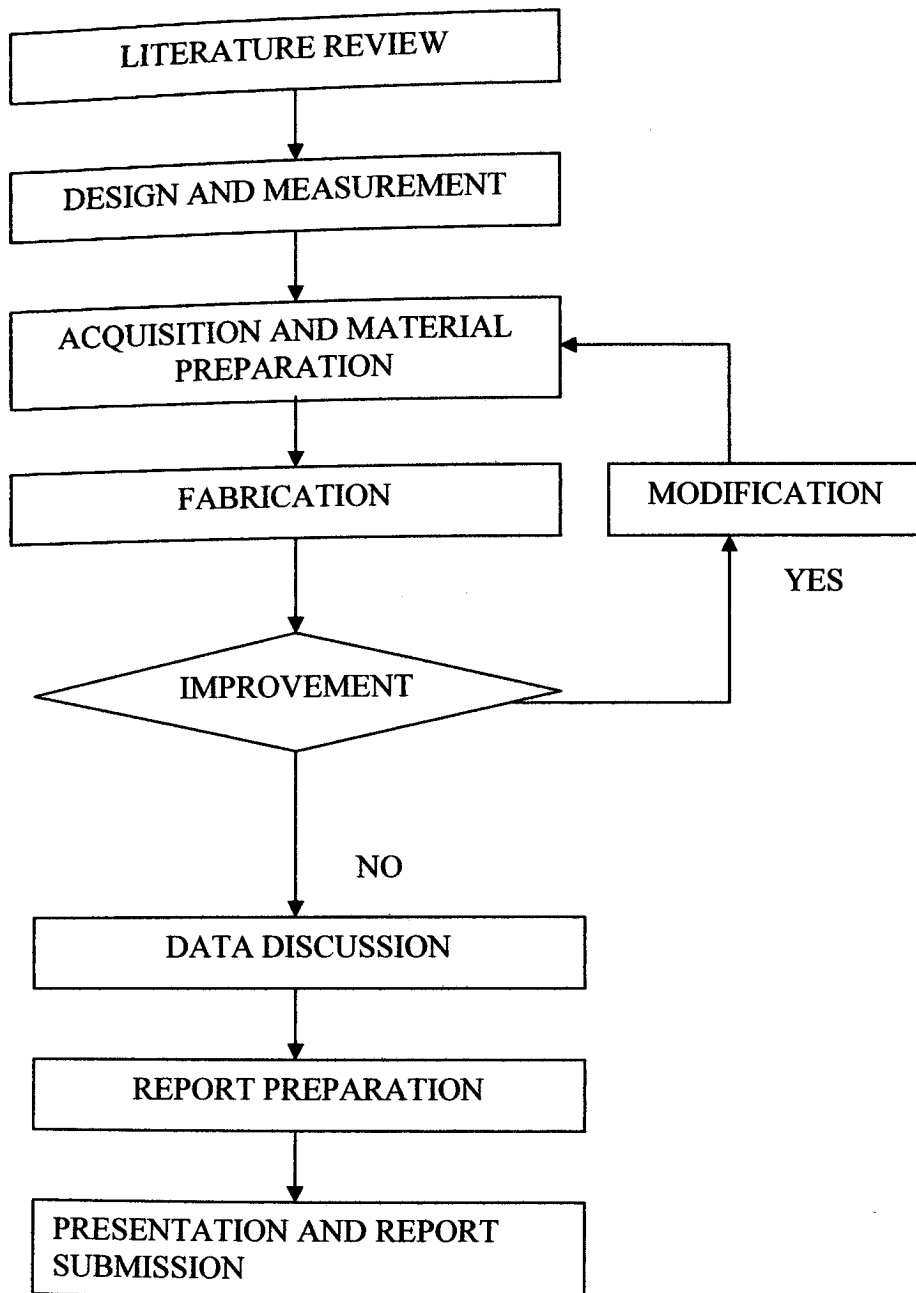 LITERATURE REVIEW
DESIGN AND MEASUREMENT
ACQUISITION AND MATERIAL
PREPARATION
FABRICATION
MODIFICATION
YES
IMPROVEMENT
NO
DATA DISCUSSION
REPORT PREPARATION
PRESENTATION AND REPORT
SUBMISSION